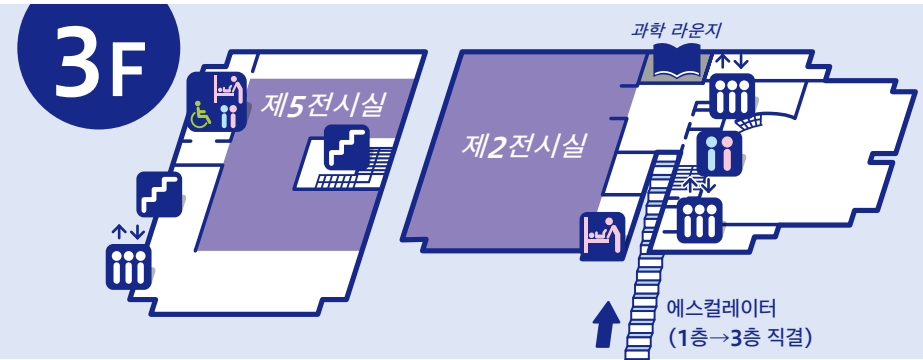 3F
과학 라운지
제5전시실
제2전시실
에스컬레이터
(1층→3층 직결)